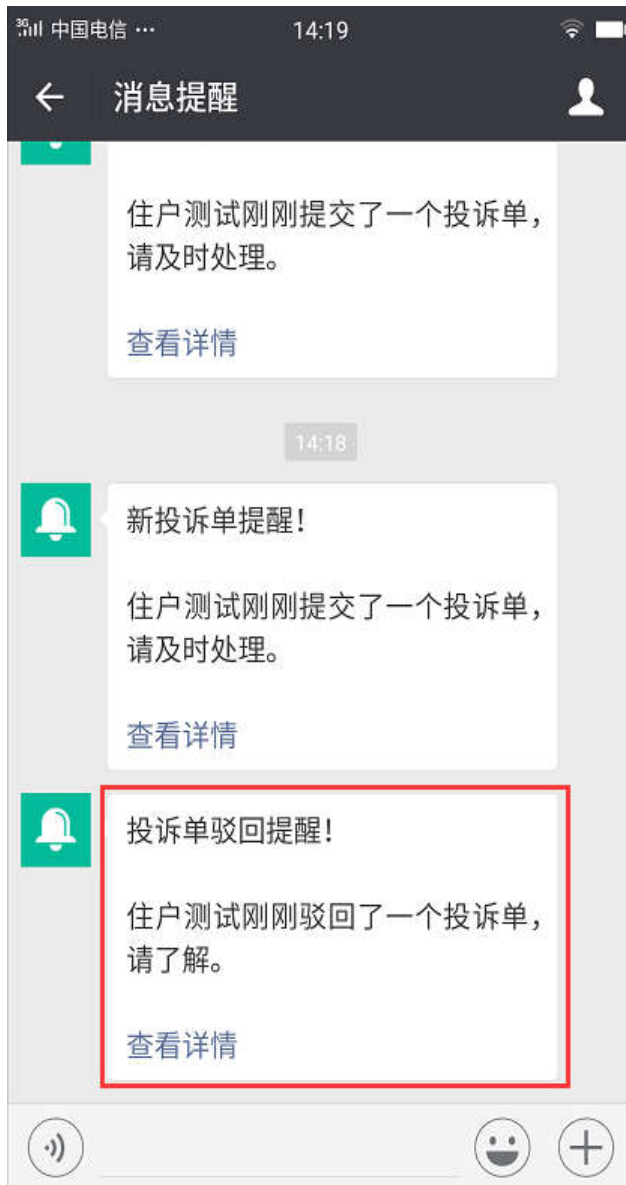 3G 中国电信 ··· 14:19
消息提醒
住户测试刚刚提交了一个投诉单，
请及时处理。
查看详情
14:18
新投诉单提醒！
住户测试刚刚提交了一个投诉单，
请及时处理。
查看详情
投诉单驳回提醒！
住户测试刚刚驳回了一个投诉单，
请了解。
查看详情